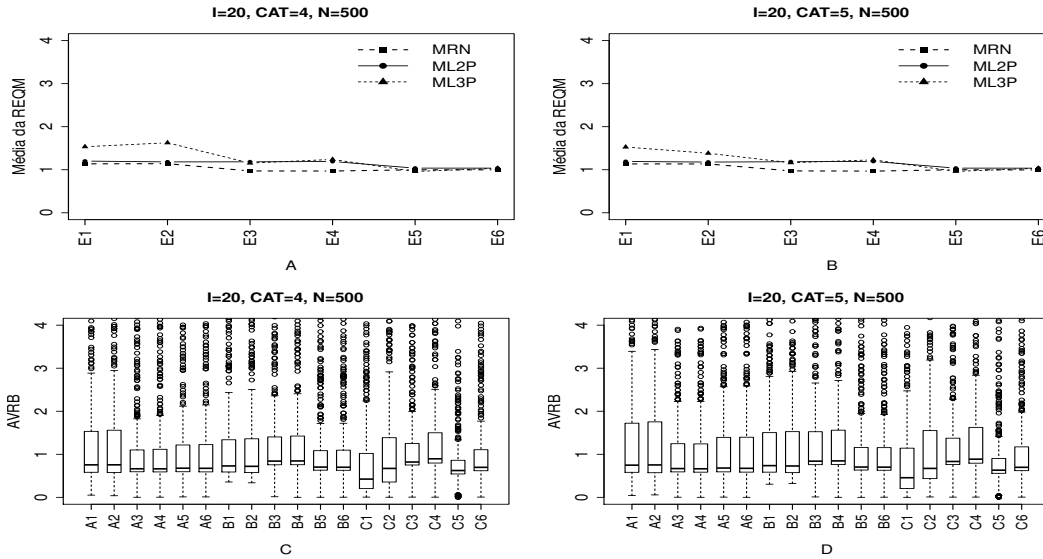 I=20, CAT=4, N=500
Média da REQM
0 1 2 3 4
MRN
ML2P
ML3P
E1 E2 E3 E4 E5 E6
A
I=20, CAT=5, N=500
Média da REQM
0 1 2 3 4
MRN
ML2P
ML3P
E1 E2 E3 E4 E5 E6
B
I=20, CAT=4, N=500
AVRB
0 1 2 3 4
A1 A2 A3 A4 A5 A6 B1 B2 B3 B4 B5 B6 C1 C2 C3 C4 C5 C6
C
I=20, CAT=5, N=500
AVRB
0 1 2 3 4
A1 A2 A3 A4 A5 A6 B1 B2 B3 B4 B5 B6 C1 C2 C3 C4 C5 C6
D